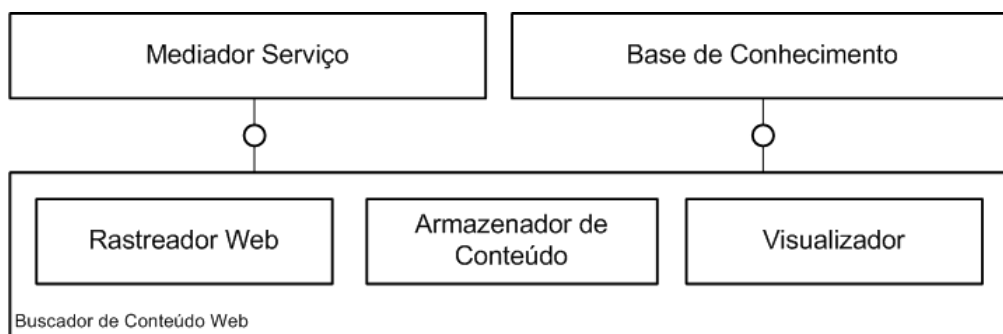 Mediador Serviço
Base de Conhecimento
Rastreador Web
Armazenador de
Conteúdo
Visualizador
Buscador de Conteúdo Web